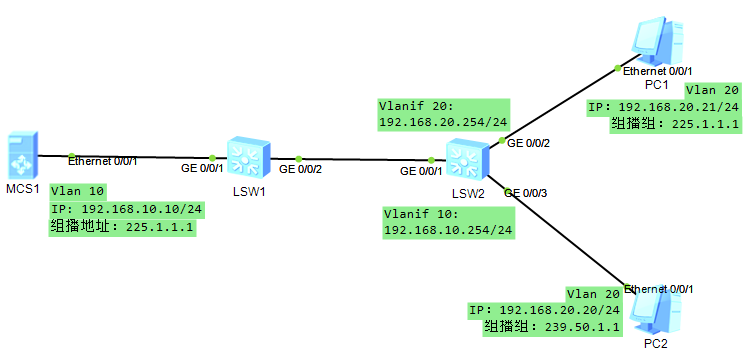 Ethernet 0/0/1
PC1
Vlan 20
IP: 192.168.20.21/24
组播组: 225.1.1.1
Vlanif 20:
192.168.20.254/24
GE 0/0/2
MCS1
Ethernet 0/0/1
GE 0/0/1
LSW1
GE 0/0/2
GE 0/0/1
LSW2
Vlan 10
IP: 192.168.10.10/24
组播地址: 225.1.1.1
GE 0/0/3
Vlanif 10:
192.168.10.254/24
Ethernet 0/0/1
Vlan 20
IP: 192.168.20.20/24
组播组: 239.50.1.1
PC2